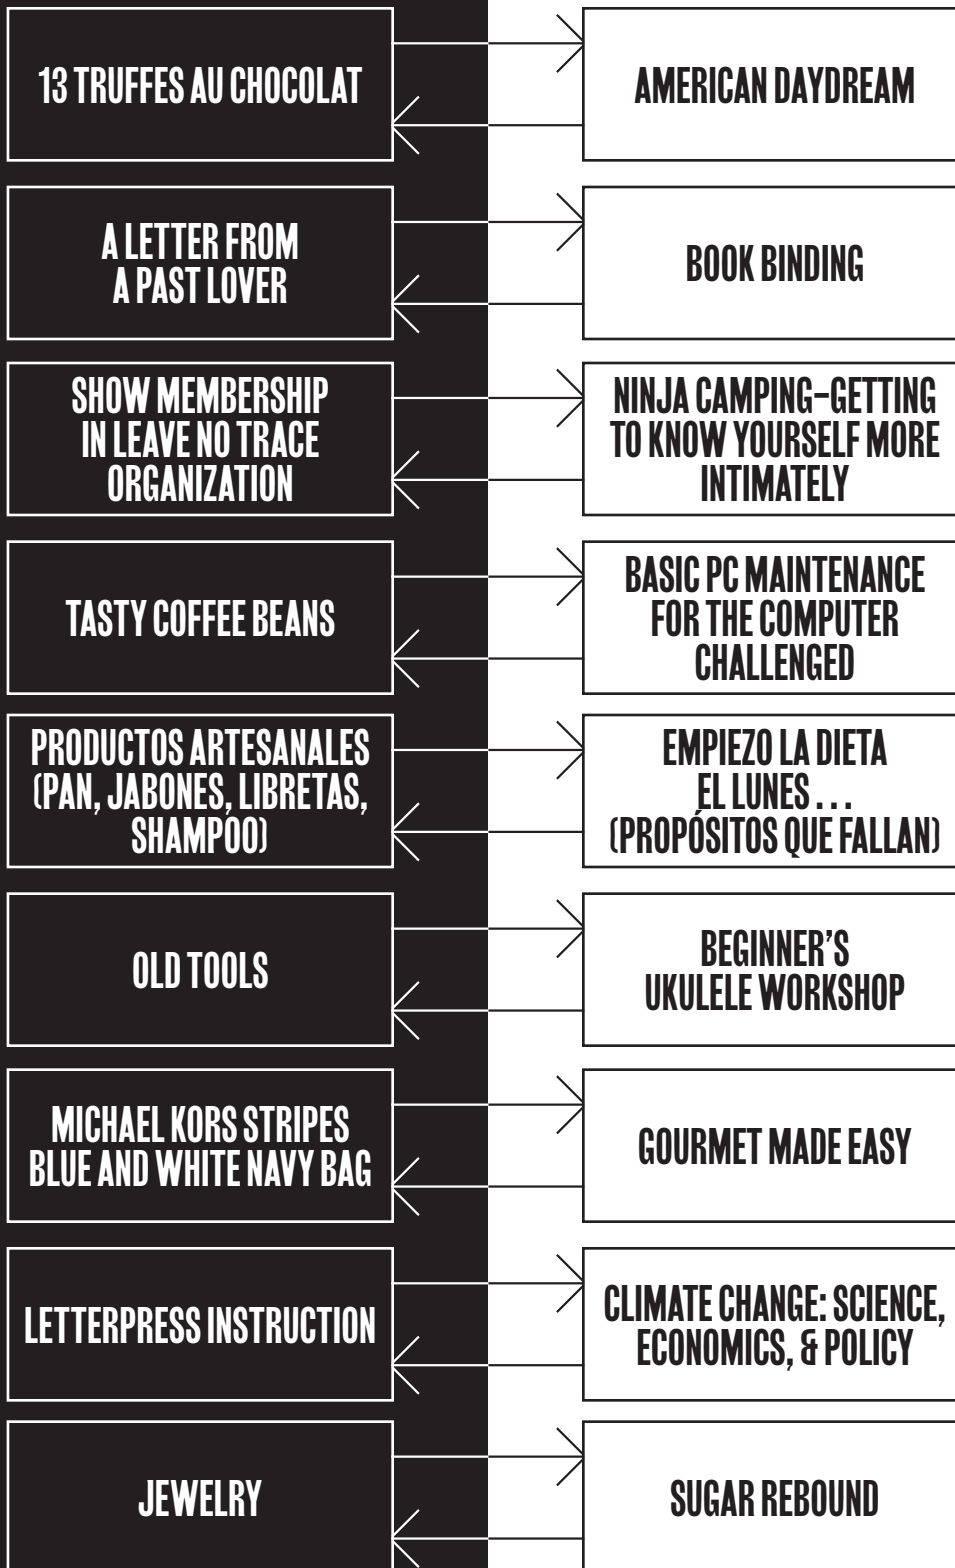 13 TRUFFES AU CHOCOLAT
AMERICAN DAYDREAM
A LETTER FROM
A PAST LOVER
BOOK BINDING
SHOW MEMBERSHIP
IN LEAVE NO TRACE
ORGANIZATION
NINJA CAMPING–GETTING
TO KNOW YOURSELF MORE
INTIMATELY
TASTY COFFEE BEANS
BASIC PC MAINTENANCE
FOR THE COMPUTER
CHALLENGED
PRODUCTOS ARTESANALES
(PAN, JABONES, LIBRETAS,
SHAMPOO)
EMPIEZO LA DIETA
EL LUNES . . .
(PROPÓSITOS QUE FALLAN)
OLD TOOLS
BEGINNER’S
UKULELE WORKSHOP
MICHAEL KORS STRIPES
BLUE AND WHITE NAVY BAG
GOURMET MADE EASY
LETTERPRESS INSTRUCTION
CLIMATE CHANGE: SCIENCE,
ECONOMICS, & POLICY
JEWELRY
SUGAR REBOUND